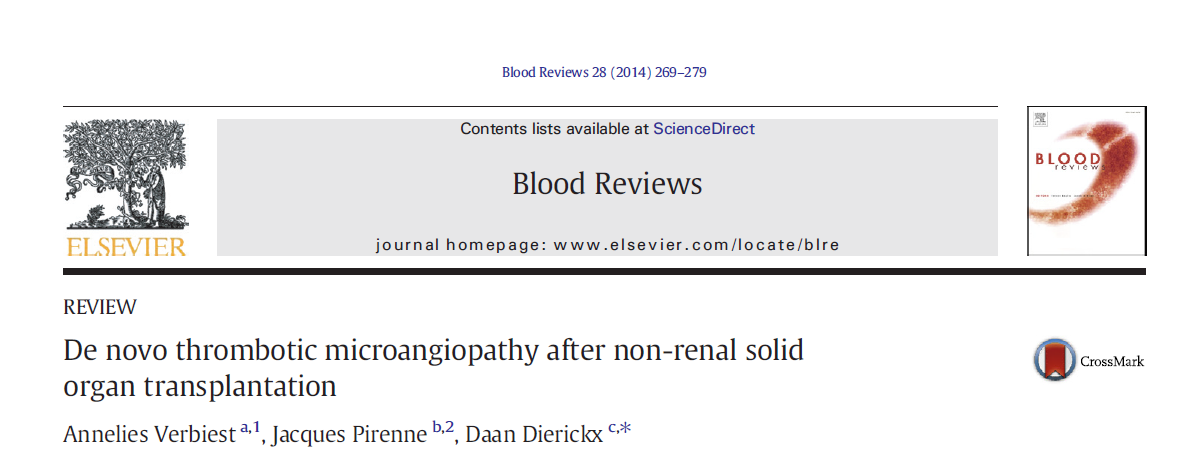 Blood Reviews 28 (2014) 269–279
Contents lists available at ScienceDirect
Blood Reviews
journal homepage: www.elsevier.com/locate/blre
ELSEVIER
BLOOD
reviews
REVIEW
De novo thrombotic microangiopathy after non-renal solid
organ transplantation
CrossMark
Annelies Verbiest a,1, Jacques Pirenne b,2, Daan Dierickx c,*